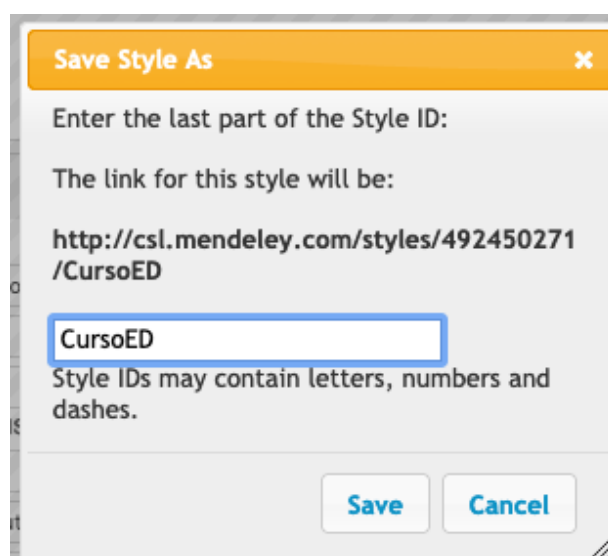 Save Style As
Enter the last part of the Style ID:
The link for this style will be:
http://csl.mendeley.com/styles/492450271
/CursoED
CursoED
Style IDs may contain letters, numbers and
dashes.
Save Cancel